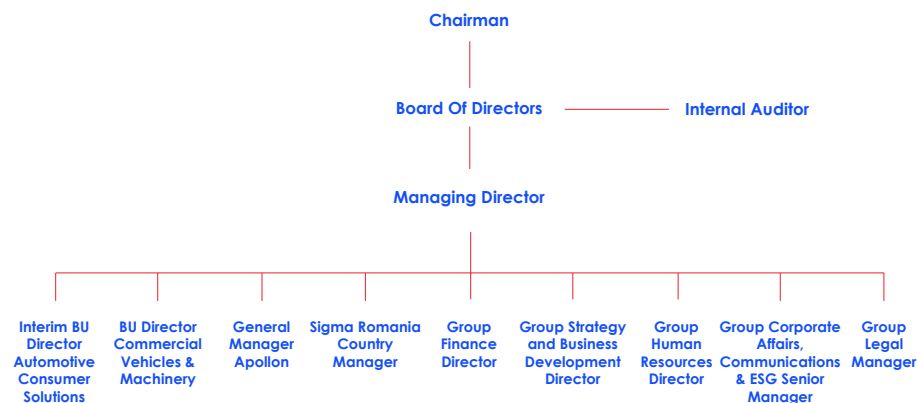 Chairman
Board Of Directors
Internal Auditor
Managing Director
Interim BU
Director
Automotive
Consumer
Solutions
BU Director
Commercial
Vehicles &
Machinery
General
Manager
Apollon
Sigma Romania
Country
Manager
Group
Finance
Director
Group Strategy
and Business
Development
Director
Group
Human
Resources
Director
Group Corporate
Affairs,
Communications
& ESG Senior
Manager
Group
Legal
Manager